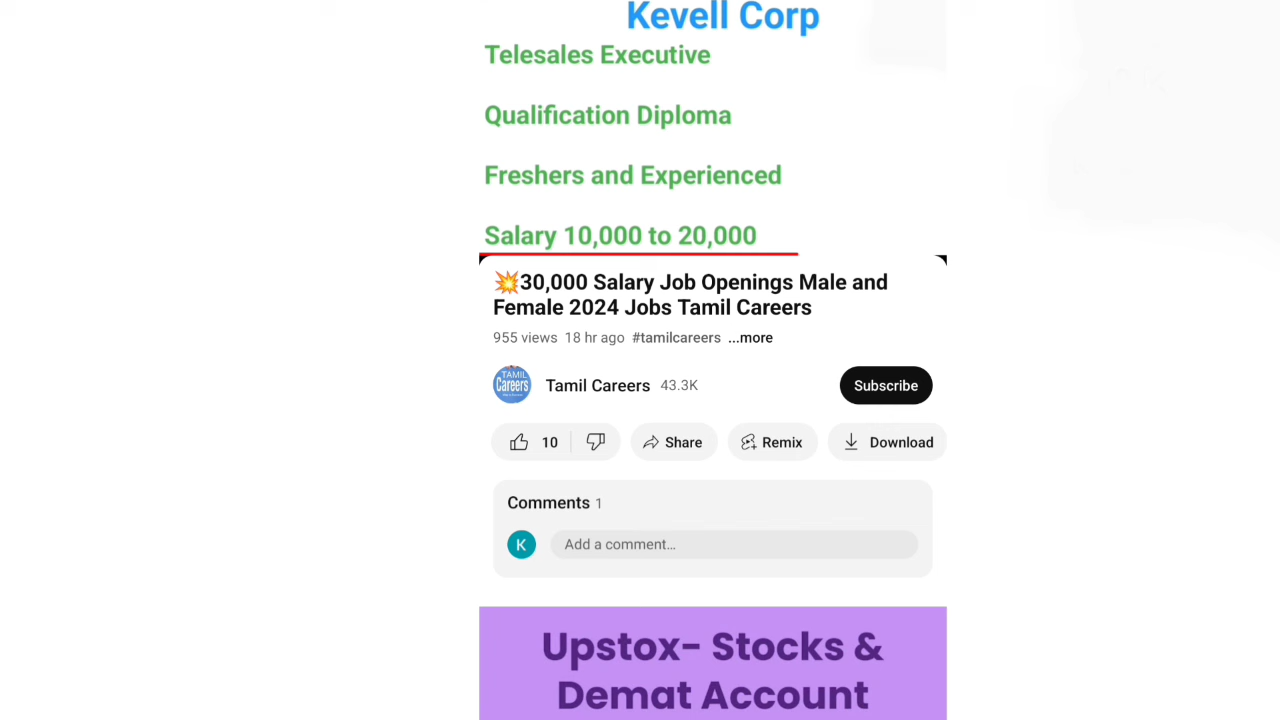 Kevell Corp
Telesales Executive
Qualification Diploma
Freshers and Experienced
Salary 10,000 to 20,000
💥30,000 Salary Job Openings Male and
Female 2024 Jobs Tamil Careers
955 views 18 hr ago #tamilcareers ...more
TAMIL
Careers
Tamil Careers 43.3K
Subscribe
10 Share Remix Download
Comments 1
K Add a comment...
Upstox- Stocks &
Demat Account